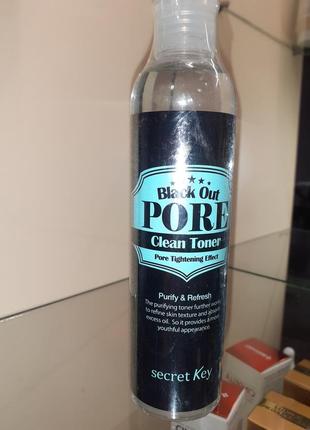 Black Out
PORE
Clean Toner
Pore Tightening Effect
Purify & Refresh
The purifying toner further works
to refine skin texture and absorb
excess oil. So it provides a more
youthful appearance.
secret Key